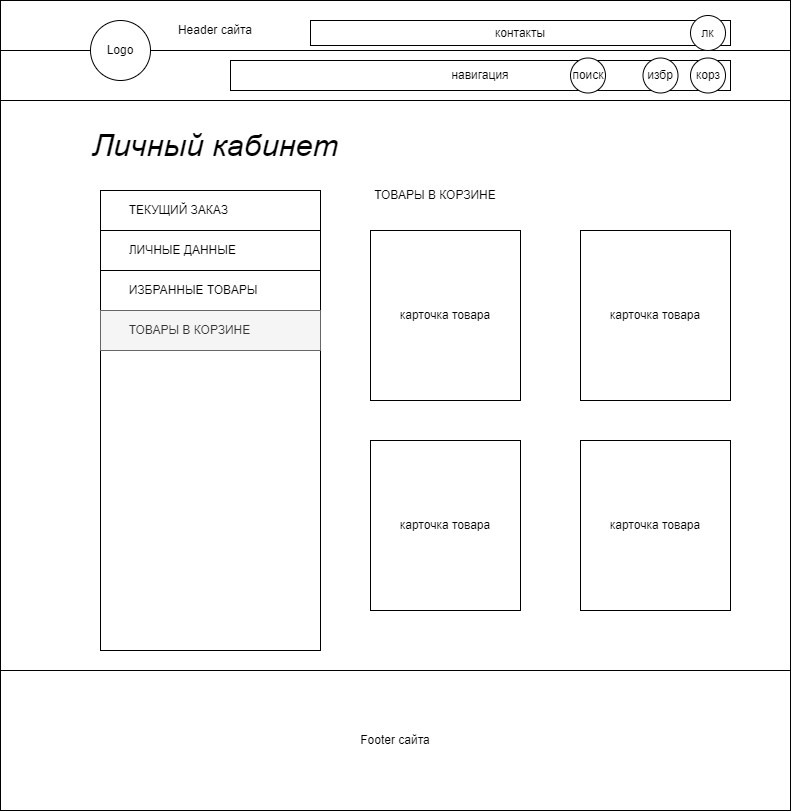 Header сайта
контакты
лк
Logo
навигация
поиск
избр
корз
Личный кабинет
ТЕКУЩИЙ ЗАКАЗ
ЛИЧНЫЕ ДАННЫЕ
ИЗБРАННЫЕ ТОВАРЫ
ТОВАРЫ В КОРЗИНЕ
ТОВАРЫ В КОРЗИНЕ
карточка товара
карточка товара
карточка товара
карточка товара
Footer сайта